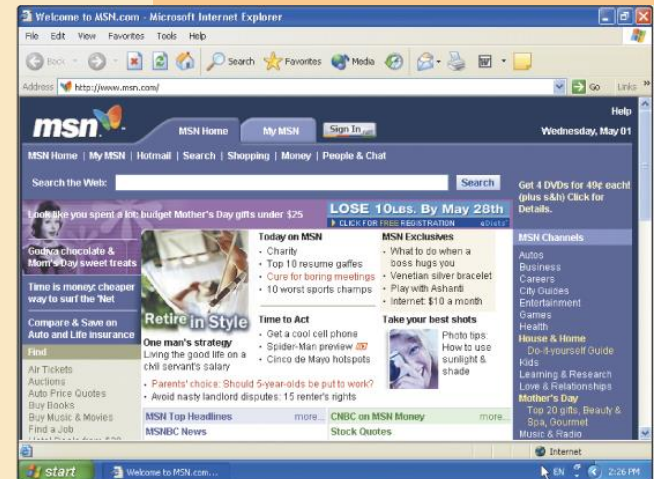 Welcome to MSN.com - Microsoft Internet Explorer
File Edit View Favorites Tools Help
Back Search Favorites Media
Address http://www.msn.com/ Go Links
Help
msn MSN Home My MSN Sign In Wednesday, May 01
MSN Home | My MSN | Hotmail | Search | Shopping | Money | People & Chat
Search the Web: Search
Look like you spent a lot: budget Mother's Day gifts under $25
LOSE 10LBS. By May 28th
CLICK FOR FREE REGISTRATION eDiets
Get 4 DVDs for 49¢ each!
(plus s&h) Click for
Details.
Godiva chocolate &
Mom's Day sweet treats
Time is money: cheaper
way to surf the 'Net
Compare & Save on
Auto and Life insurance
Find
Air Tickets
Auctions
Auto Price Quotes
Buy Books
Buy Music & Movies
Find a Job
Retire in Style
One man's strategy
Living the good life on a
civil servant's salary
Today on MSN
· Charity
· Top 10 resume gaffes
· Cure for boring meetings
· 10 worst sports champs
MSN Exclusives
· What to do when a
boss hugs you
· Venetian silver bracelet
· Play with Ashanti
· Internet: $10 a month
Time to Act
· Get a cool cell phone
· Spider-Man preview
· Cinco de Mayo hotspots
Take your best shots
Photo tips:
How to use
sunlight &
shade
· Parents' choice: Should 5-year-olds be put to work?
· Avoid nasty landlord disputes: 15 renter's rights
MSN Top Headlines more...
MSNBC News
CNBC on MSN Money more...
Stock Quotes
MSN Channels
Autos
Business
Careers
City Guides
Entertainment
Games
Health
House & Home
Do-it-yourself Guide
Kids
Learning & Research
Love & Relationships
Mother's Day
Top 20 gifts, Beauty &
Spa, Gourmet
Music & Radio
Internet
start Welcome to MSN.com... EN 2:26 PM